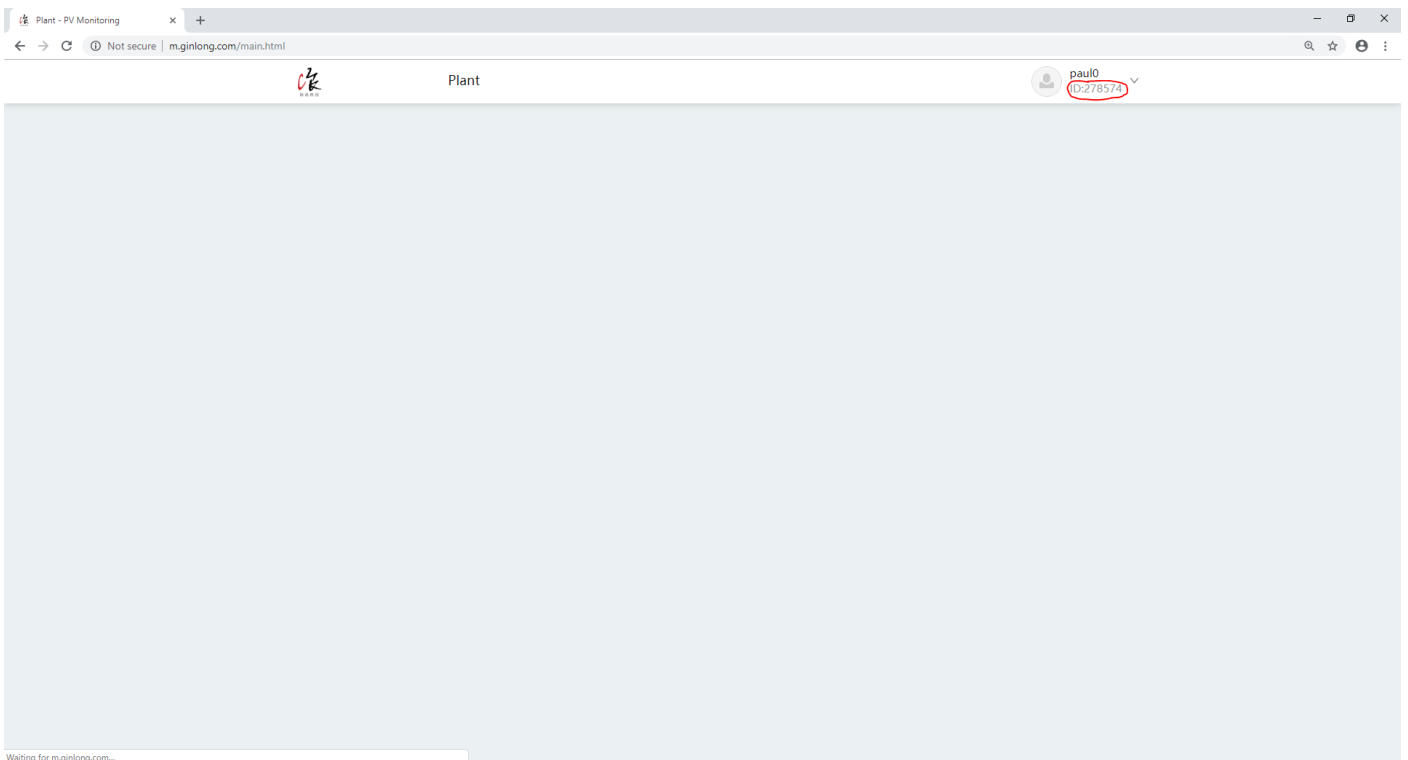 Plant - PV Monitoring
Not secure | m.ginlong.com/main.html
Plant
paul0
ID:278574
Waiting for m.ginlong.com...